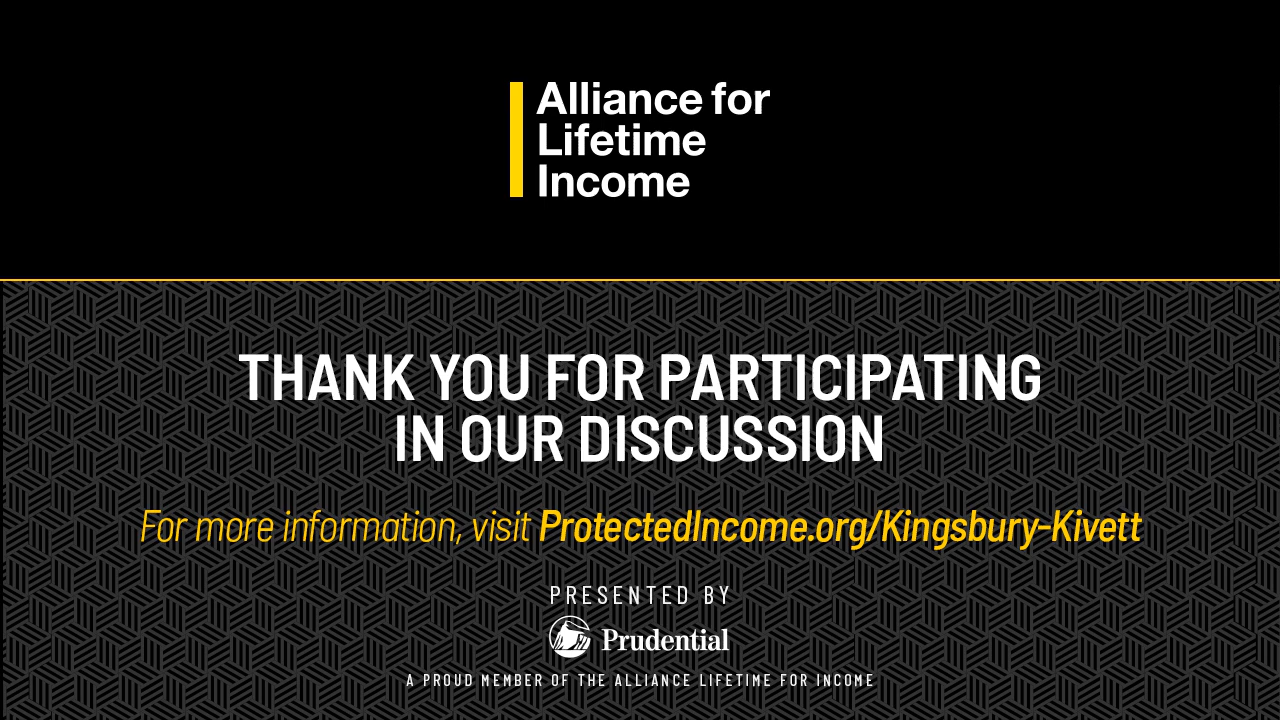 Alliance for
Lifetime
Income
THANK YOU FOR PARTICIPATING
IN OUR DISCUSSION
For more information, visit ProtectedIncome.org/Kingsbury-Kivett
PRESENTED BY
Prudential
A PROUD MEMBER OF THE ALLIANCE LIFETIME FOR INCOME